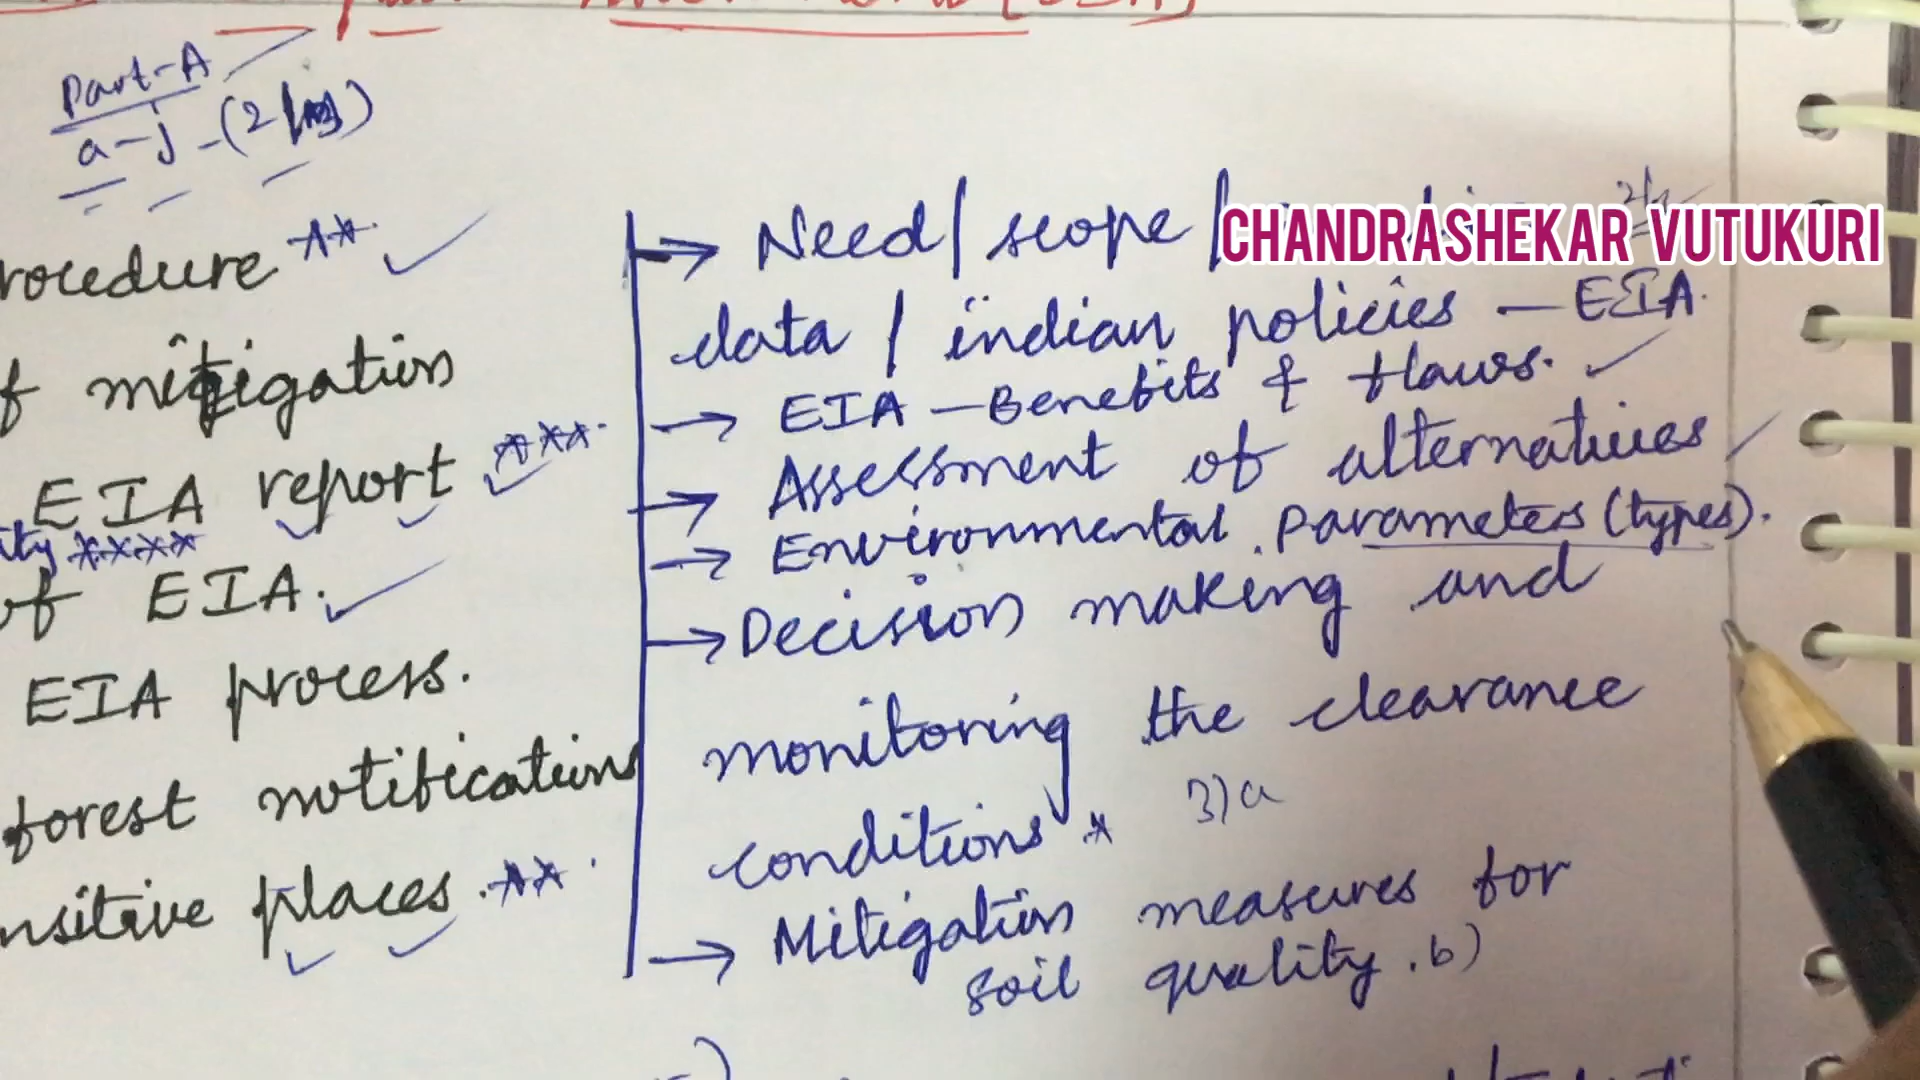 Part-A
a-j-(2
rocedure **
f mitigation
EIA report ***
ity ****
of EIA.
EIA process.
forest notifications
nsitive places. **.
→ Need/scope/
CHANDRASHEKAR VUTUKURI
data / indian policies - EIA.
→ EIA - Benefits & flaws.
→ Assessment of alternatives
→ Environmental. parameters (types).
→ Decision making and
monitoring the clearance
conditions * 3)a
→ Mitigation measures for
soil quality. b)